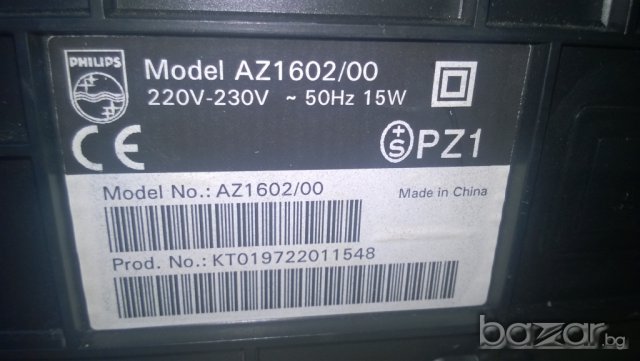 PHILIPS
Model AZ1602/00
220V-230V ~ 50Hz 15W
CE
+S PZ1
Model No.: AZ1602/00
Made in China
Prod. No.: KT019722011548
bazar.bg